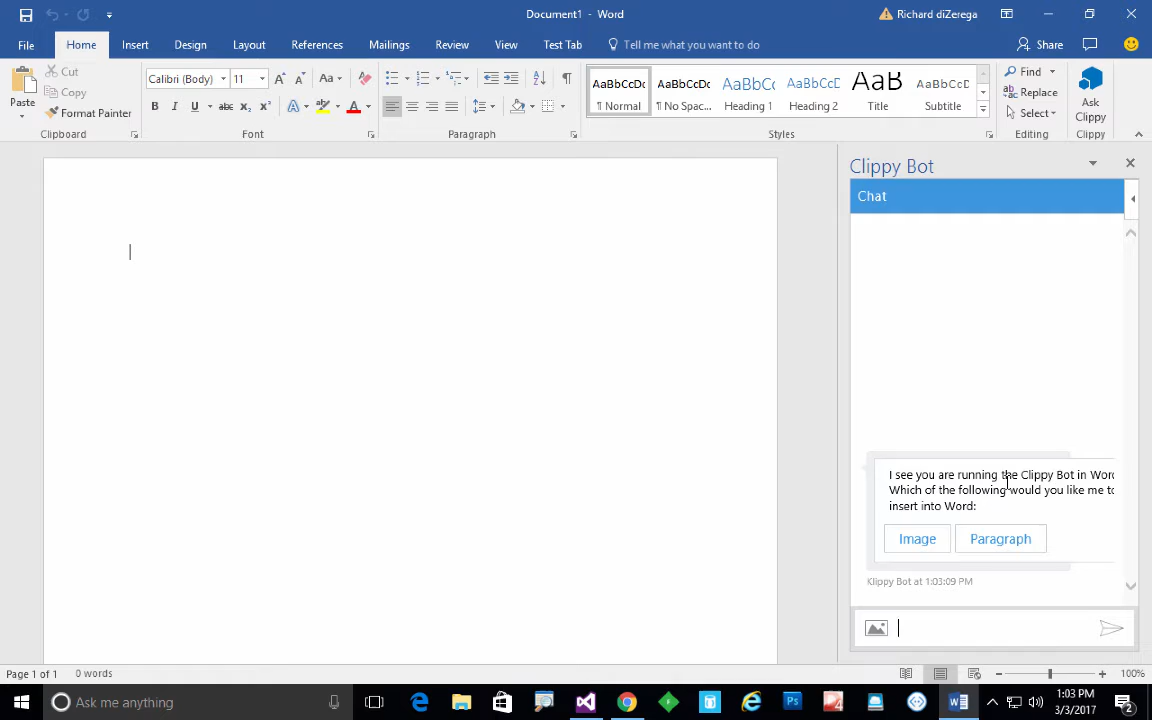 Document1 - Word
Richard diZerega
File
Home
Insert
Design
Layout
References
Mailings
Review
View
Test Tab
Tell me what you want to do
Share
Paste
Cut
Copy
Format Painter
Clipboard
Calibri (Body)
11
Font
Paragraph
AaBbCcDc
¶ Normal
AaBbCcDc
¶ No Spac...
AaBbCc
Heading 1
AaBbCcD
Heading 2
AaB
Title
AaBbCcD
Subtitle
Styles
Find
Replace
Select
Editing
Ask
Clippy
Clippy
Clippy Bot
Chat
I see you are running the Clippy Bot in Word
Which of the following would you like me to
insert into Word:
Image
Paragraph
Klippy Bot at 1:03:09 PM
Page 1 of 1
0 words
100%
Ask me anything
1:03 PM
3/3/2017
2